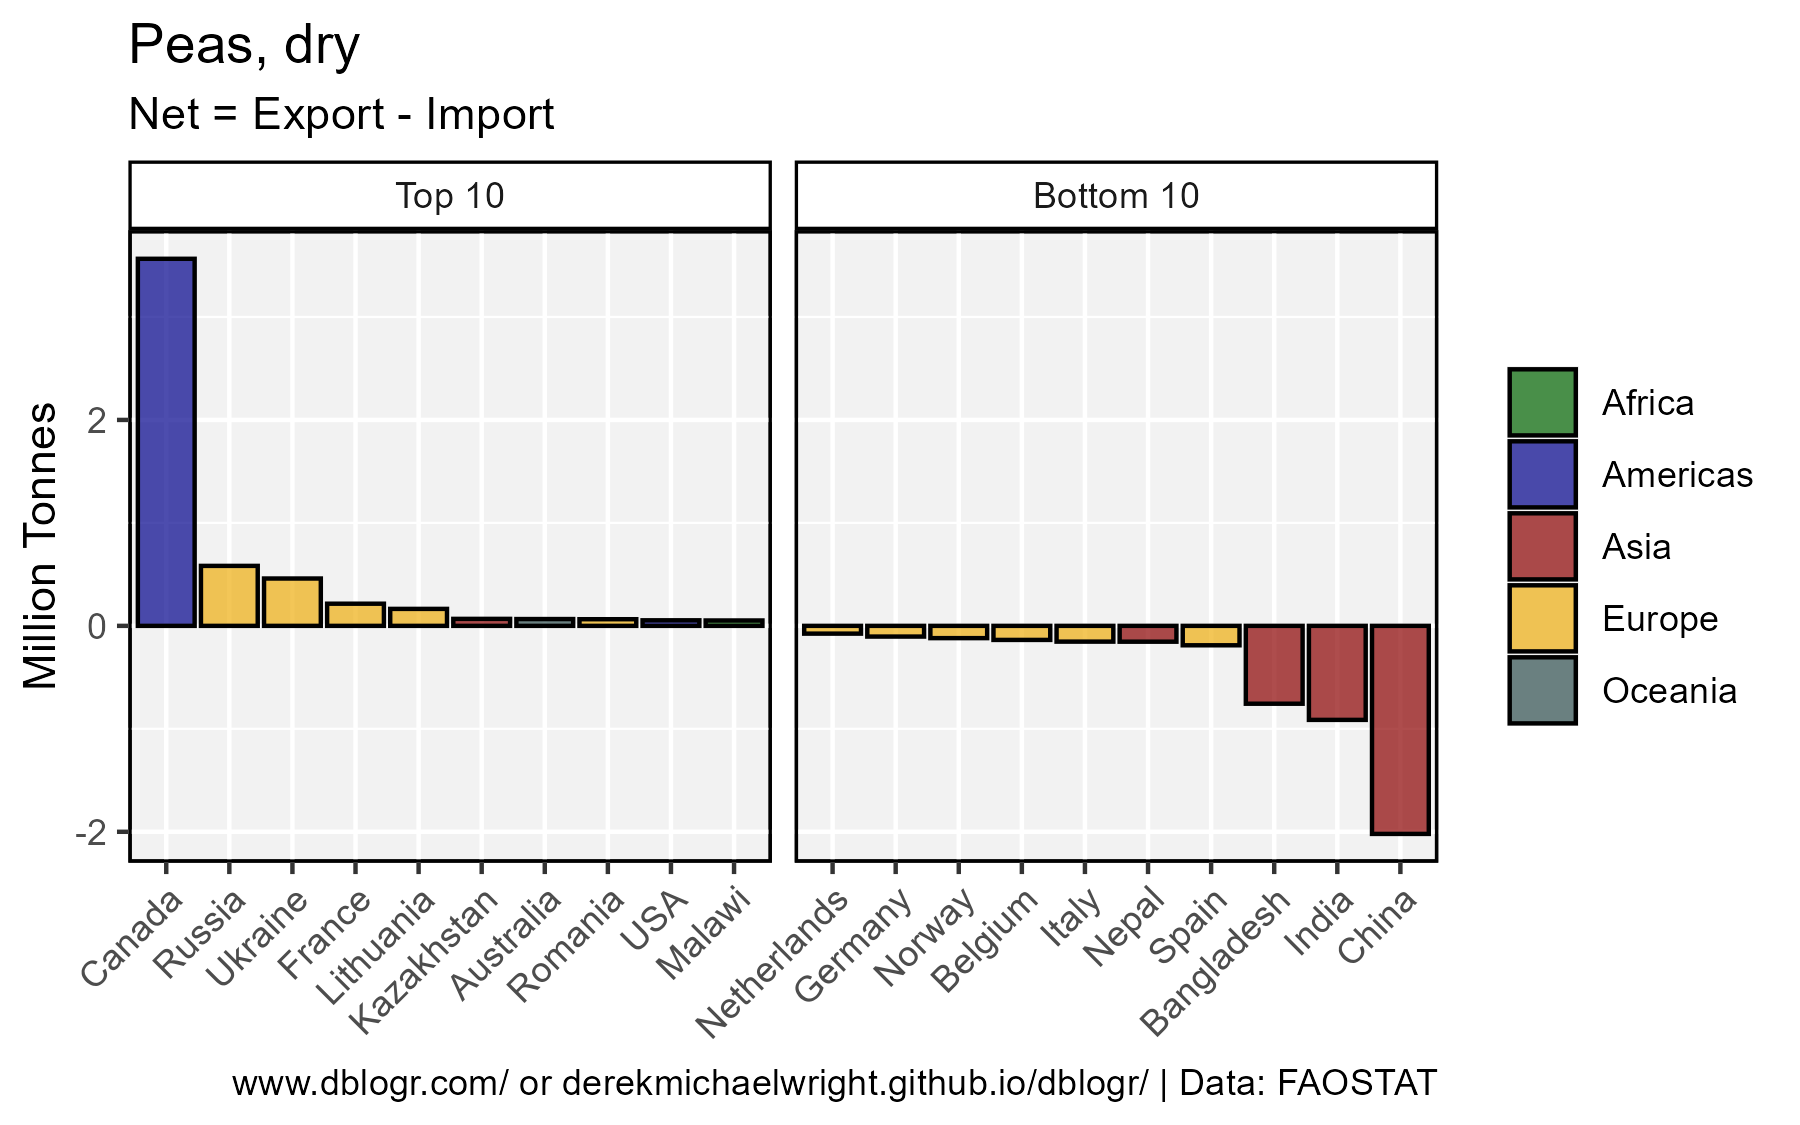 Peas, dry
Net = Export - Import
Top 10
Bottom 10
Million Tonnes
2
0
-2
Canada
Russia
Ukraine
France
Lithuania
Kazakhstan
Australia
Romania
USA
Malawi
Netherlands
Germany
Norway
Belgium
Italy
Nepal
Spain
Bangladesh
India
China
Africa
Americas
Asia
Europe
Oceania
www.dblogr.com/ or derekmichaelwright.github.io/dblogr/ | Data: FAOSTAT